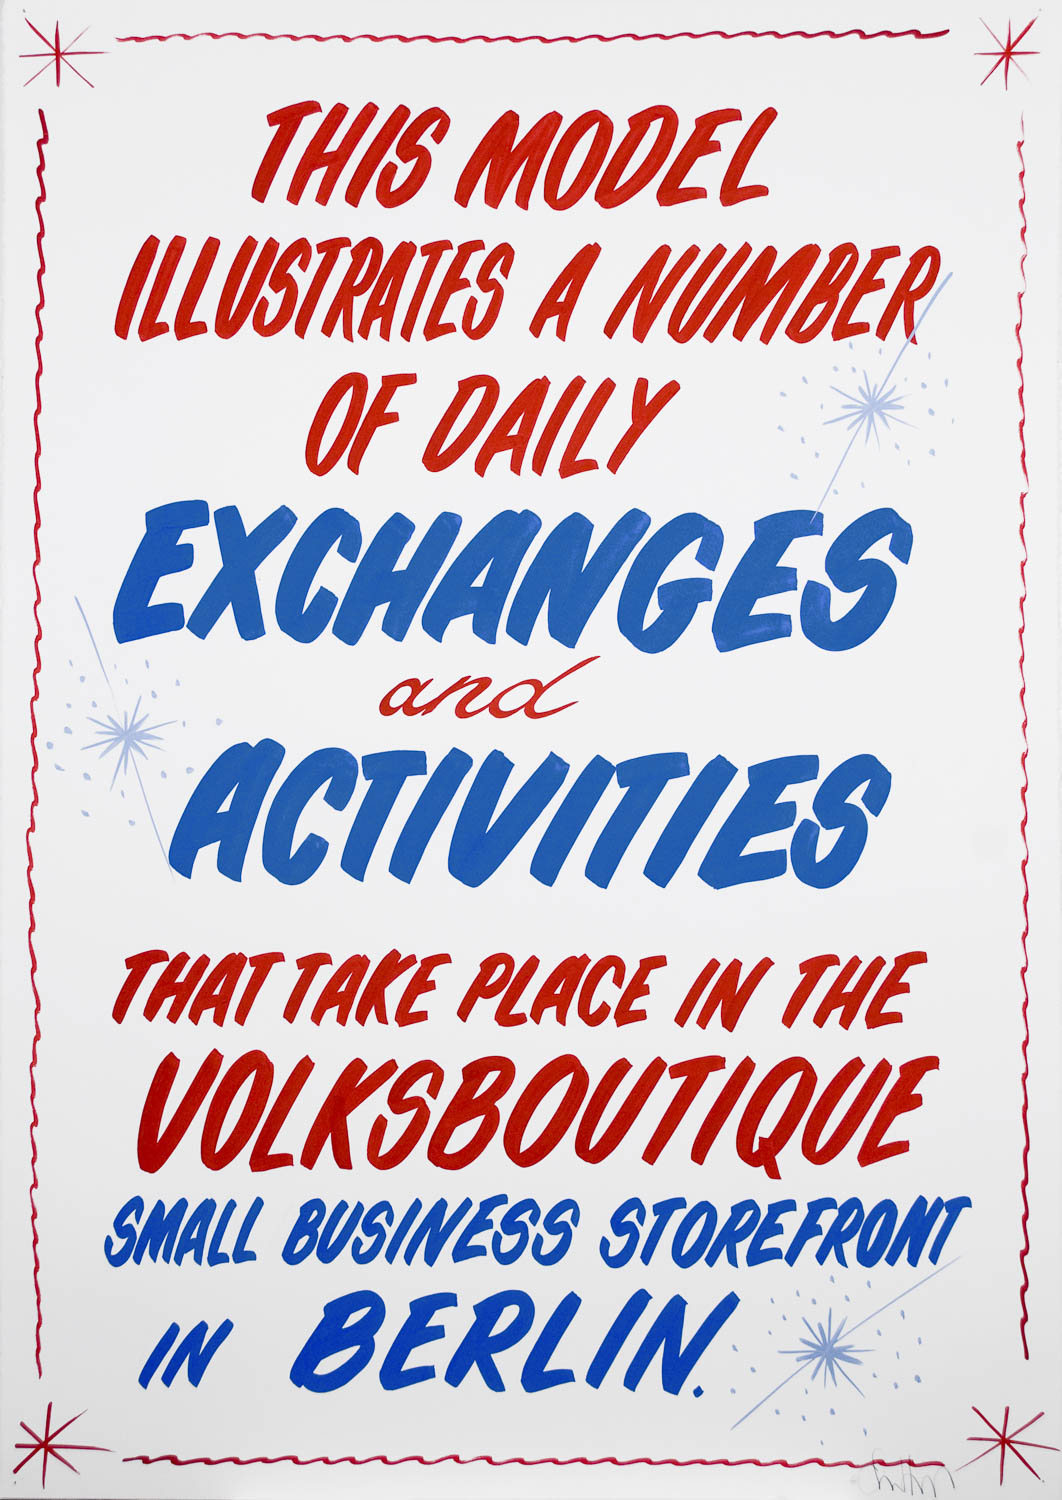 THIS MODEL
ILLUSTRATES A NUMBER
OF DAILY
EXCHANGES
and
ACTIVITIES
THAT TAKE PLACE IN THE
VOLKSBOUTIQUE
SMALL BUSINESS STOREFRONT
IN BERLIN.